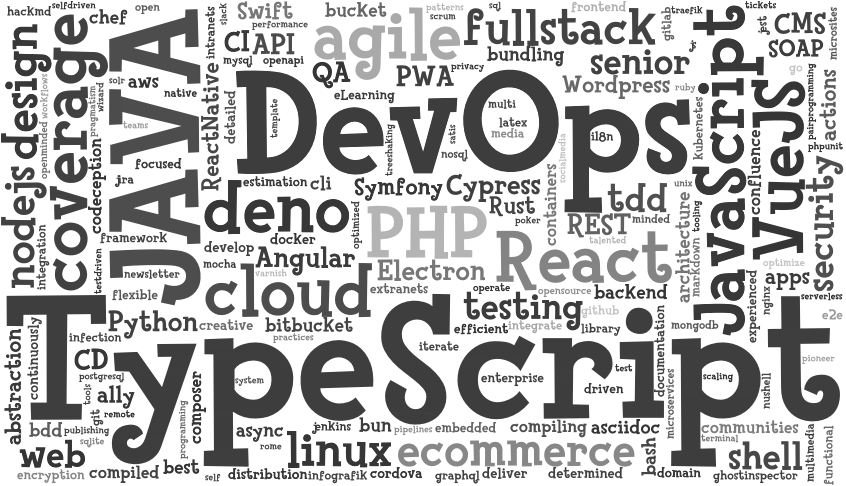 hackmd
selfdriven
open
chef
Swift
slack
bucket
patterns
scrum
sql
frontend
gitlab
traefik
tickets
jest
CMS
SOAP
microsites
intranets
performance
CI
API
agile
fullstack
js
mysql
openapi
bundling
QA
PWA
privacy
senior
go
solr
aws
native
ReactNative
detailed
eLearning
Wordpress
ruby
nodejs
design
openminded
workflows
coverage
pragmatism
wizard
JAVA
teams
DevOps
template
treeshaking
satis
nosql
multi
latex
media
i18n
socialmedia
Kubernetes
JavaScript
VueJS
confluence
pairprogramming
phpunit
actions
security
codeception
focused
jira
estimation
cli
Symfony
Cypress
Rust
poker
containers
tdd
REST
minded
talented
unix
architecture
tooling
markdown
integration
testdriven
framework
newsletter
flexible
deno
docker
develop
mocha
Angular
varnish
optimized
PHP
Electron
extranets
React
operate
opensource
backend
github
experienced
nginx
optimize
apps
serverless
e2e
cloud
Python
creative
bitbucket
practices
testing
efficient
integrate
library
mongodb
continuously
infection
abstraction
CD
postgresql
tools
ally
git
remote
TypeScript
system
iterate
enterprise
driven
test
documentation
microservices
scaling
nushell
pioneer
bdd
publishing
sqlite
programming
composer
async
rome
jenkins
bun
pipelines
embedded
compiling
asciidoc
communities
terminal
web
linux
ecommerce
bash
shell
multimedia
functional
encryption
compiled
best
self
distribution
infografik
cordova
graphql
deliver
determined
domain
ghostinspector